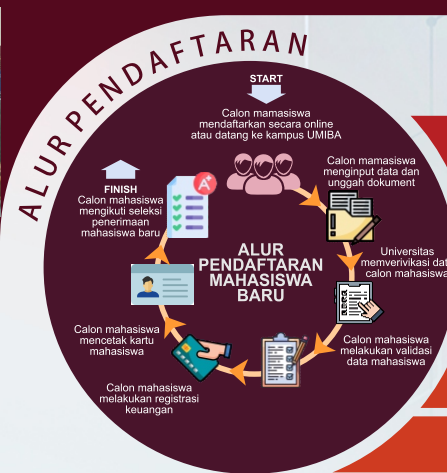 ALUR PENDAFTARAN
START
Calon mamasiswa
mendaftarkan secara online
atau datang ke kampus UMIBA
Calon mamasiswa
menginput data dan
unggah dokument
Universitas
memverivikasi dat
calon mahasiswa
Calon mahasiswa
melakukan validasi
data mahasiswa
Calon mahasiswa
melakukan registrasi
keuangan
Calon mahasiswa
mencetak kartu
mahasiswa
FINISH
Calon mahasiswa
mengikuti seleksi
penerimaan
mahasiswa baru
A+
ALUR
PENDAFTARAN
MAHASISWA
BARU